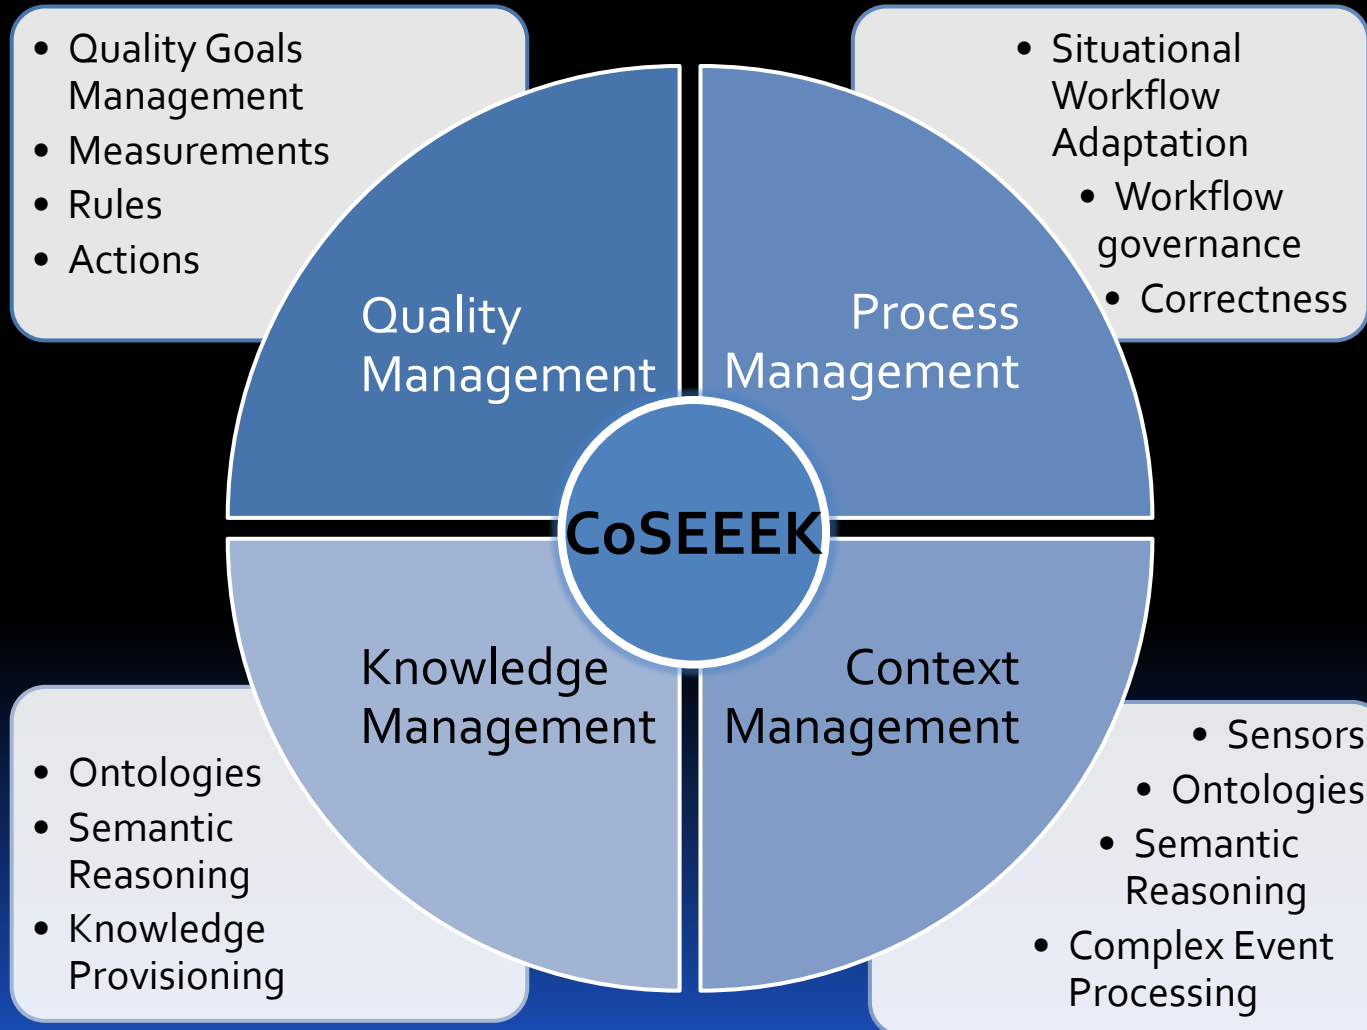 • Quality Goals
Management
• Measurements
• Rules
• Actions
• Situational
Workflow
Adaptation
• Workflow
governance
• Correctness
Quality
Management
Process
Management
CoSEEEK
Knowledge
Management
Context
Management
• Ontologies
• Semantic
Reasoning
• Knowledge
Provisioning
• Sensors
• Ontologies
• Semantic
Reasoning
• Complex Event
Processing